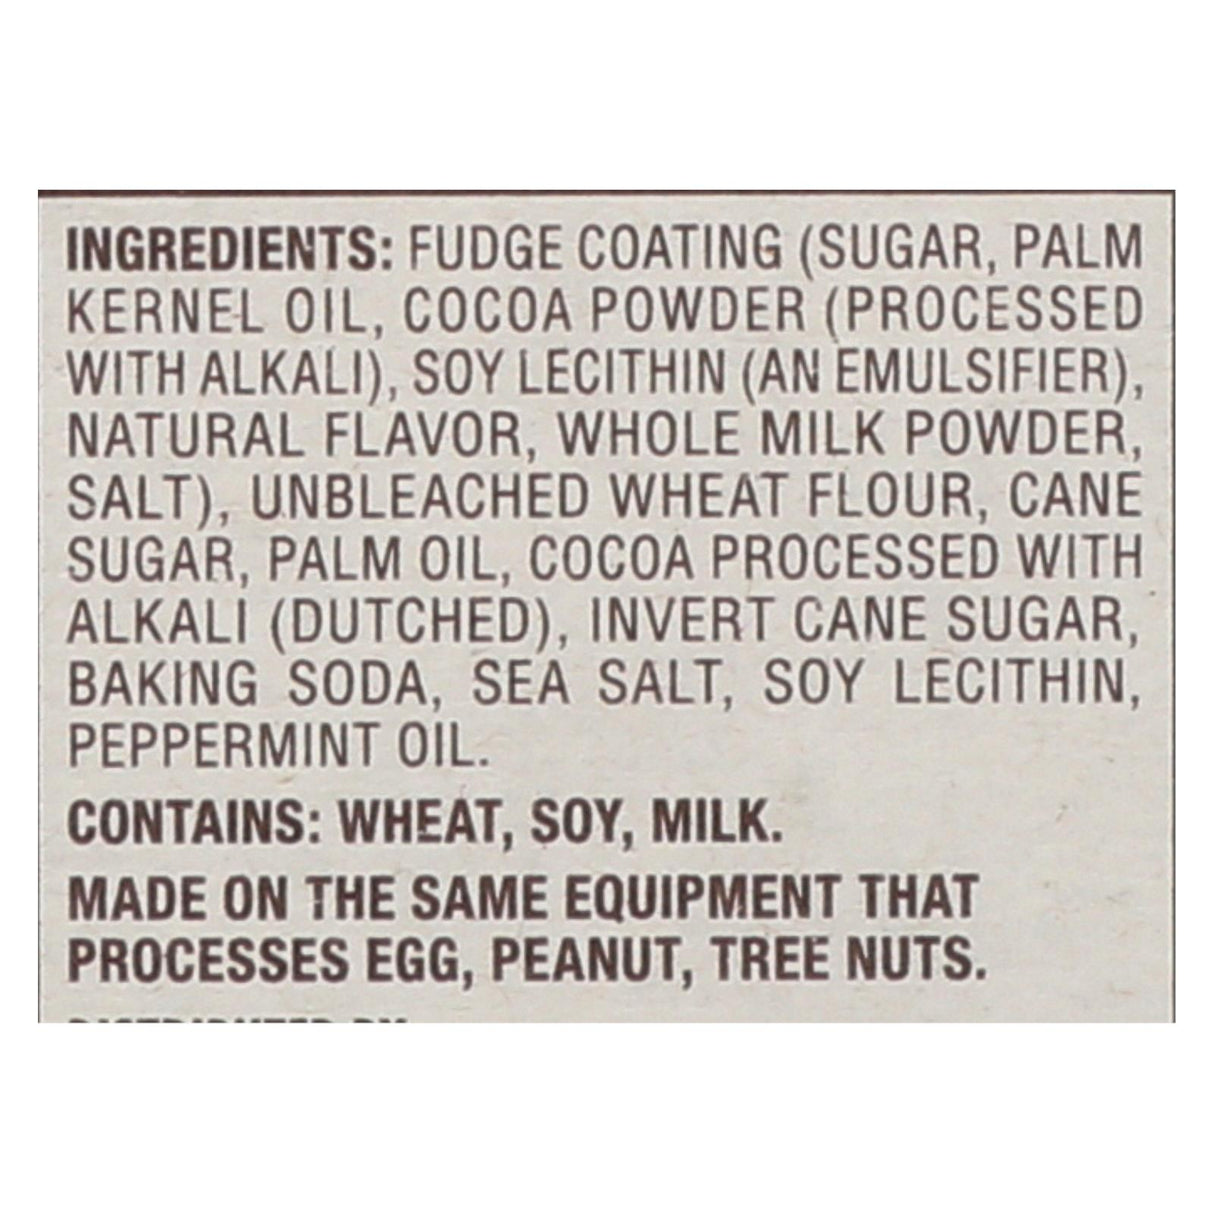 INGREDIENTS: FUDGE COATING (SUGAR, PALM
KERNEL OIL, COCOA POWDER (PROCESSED
WITH ALKALI), SOY LECITHIN (AN EMULSIFIER),
NATURAL FLAVOR, WHOLE MILK POWDER,
SALT), UNBLEACHED WHEAT FLOUR, CANE
SUGAR, PALM OIL, COCOA PROCESSED WITH
ALKALI (DUTCHED), INVERT CANE SUGAR,
BAKING SODA, SEA SALT, SOY LECITHIN,
PEPPERMINT OIL.
CONTAINS: WHEAT, SOY, MILK.
MADE ON THE SAME EQUIPMENT THAT
PROCESSES EGG, PEANUT, TREE NUTS.